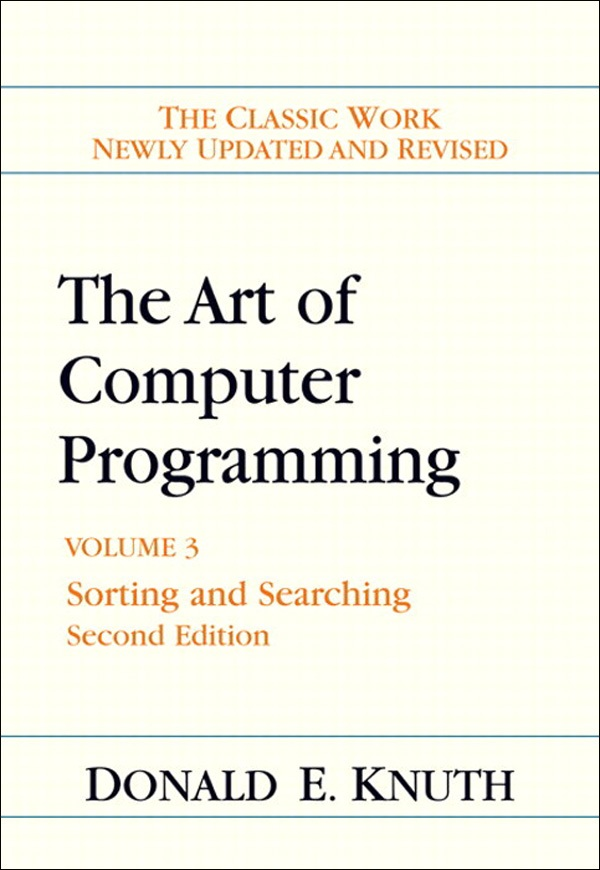 THE CLASSIC WORK
NEWLY UPDATED AND REVISED
The Art of
Computer
Programming
VOLUME 3
Sorting and Searching
Second Edition
DONALD E. KNUTH